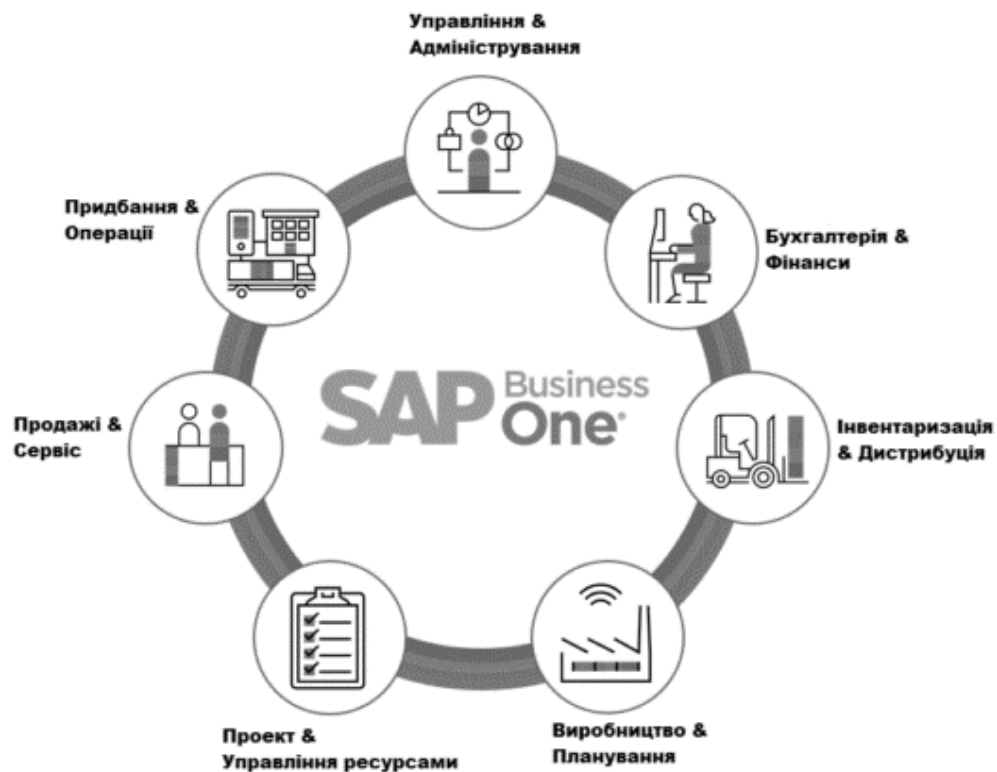 Управління &
Адміністрування
Придбання &
Операції
Бухгалтерія &
Фінанси
SAP Business
One
Продажі &
Сервіс
Інвентаризація
& Дистрибуція
Проект &
Управління ресурсами
Виробництво &
Планування